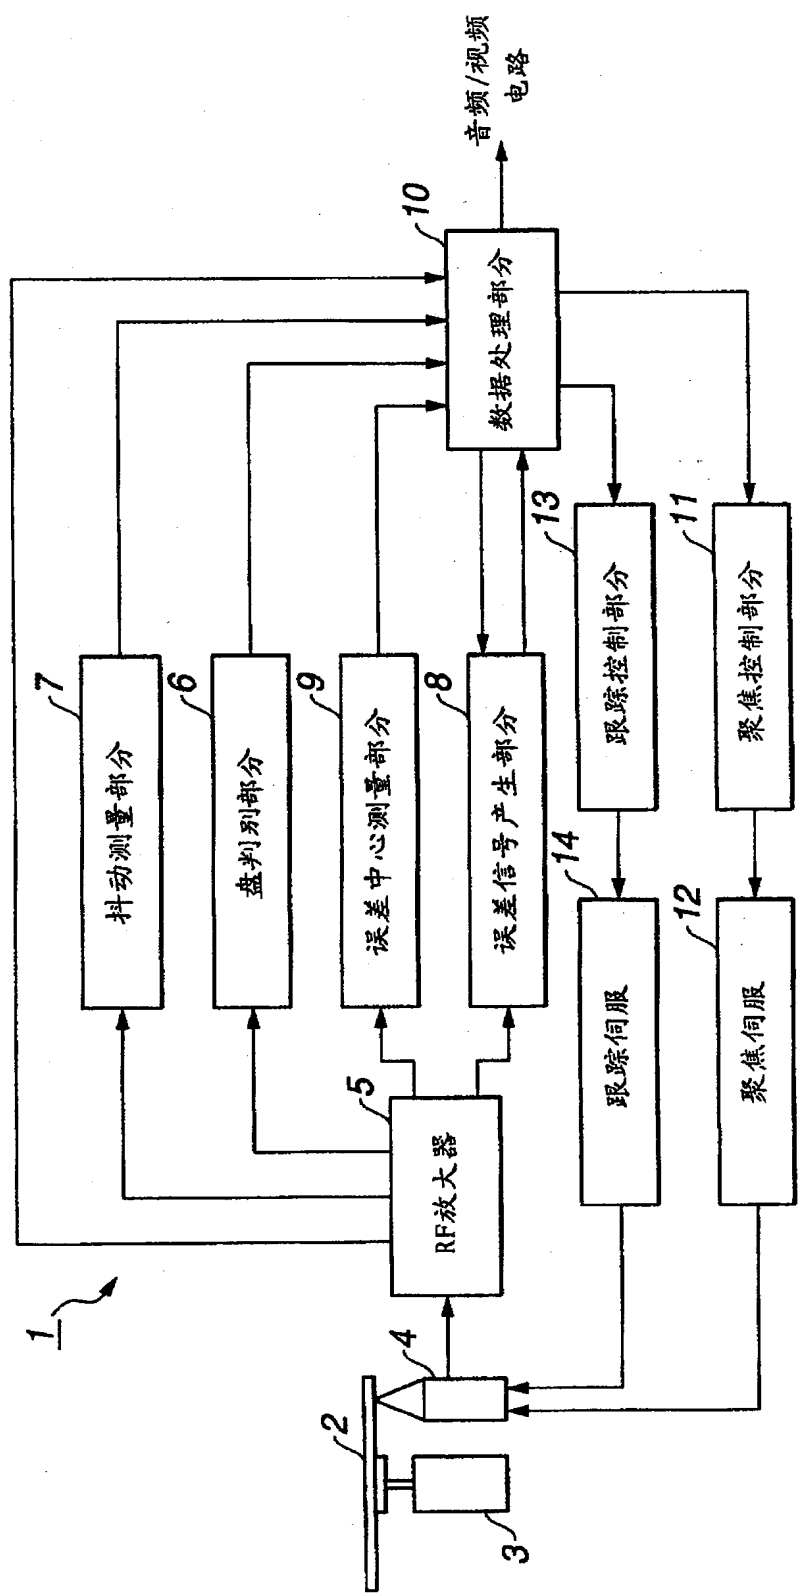 1
2
3
4
5
RF放大器
7
抖动测量部分
6
盘判别部分
9
误差中心测量部分
8
误差信号产生部分
10
数据处理部分
音频/视频
电路
14
跟踪伺服
13
跟踪控制部分
12
聚焦伺服
11
聚焦控制部分